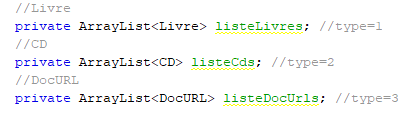 //Livre
private ArrayList<Livre> listeLivres; //type=1
//CD
private ArrayList<CD> listeCds; //type=2
//DocURL
private ArrayList<DocURL> listeDocUrls; //type=3